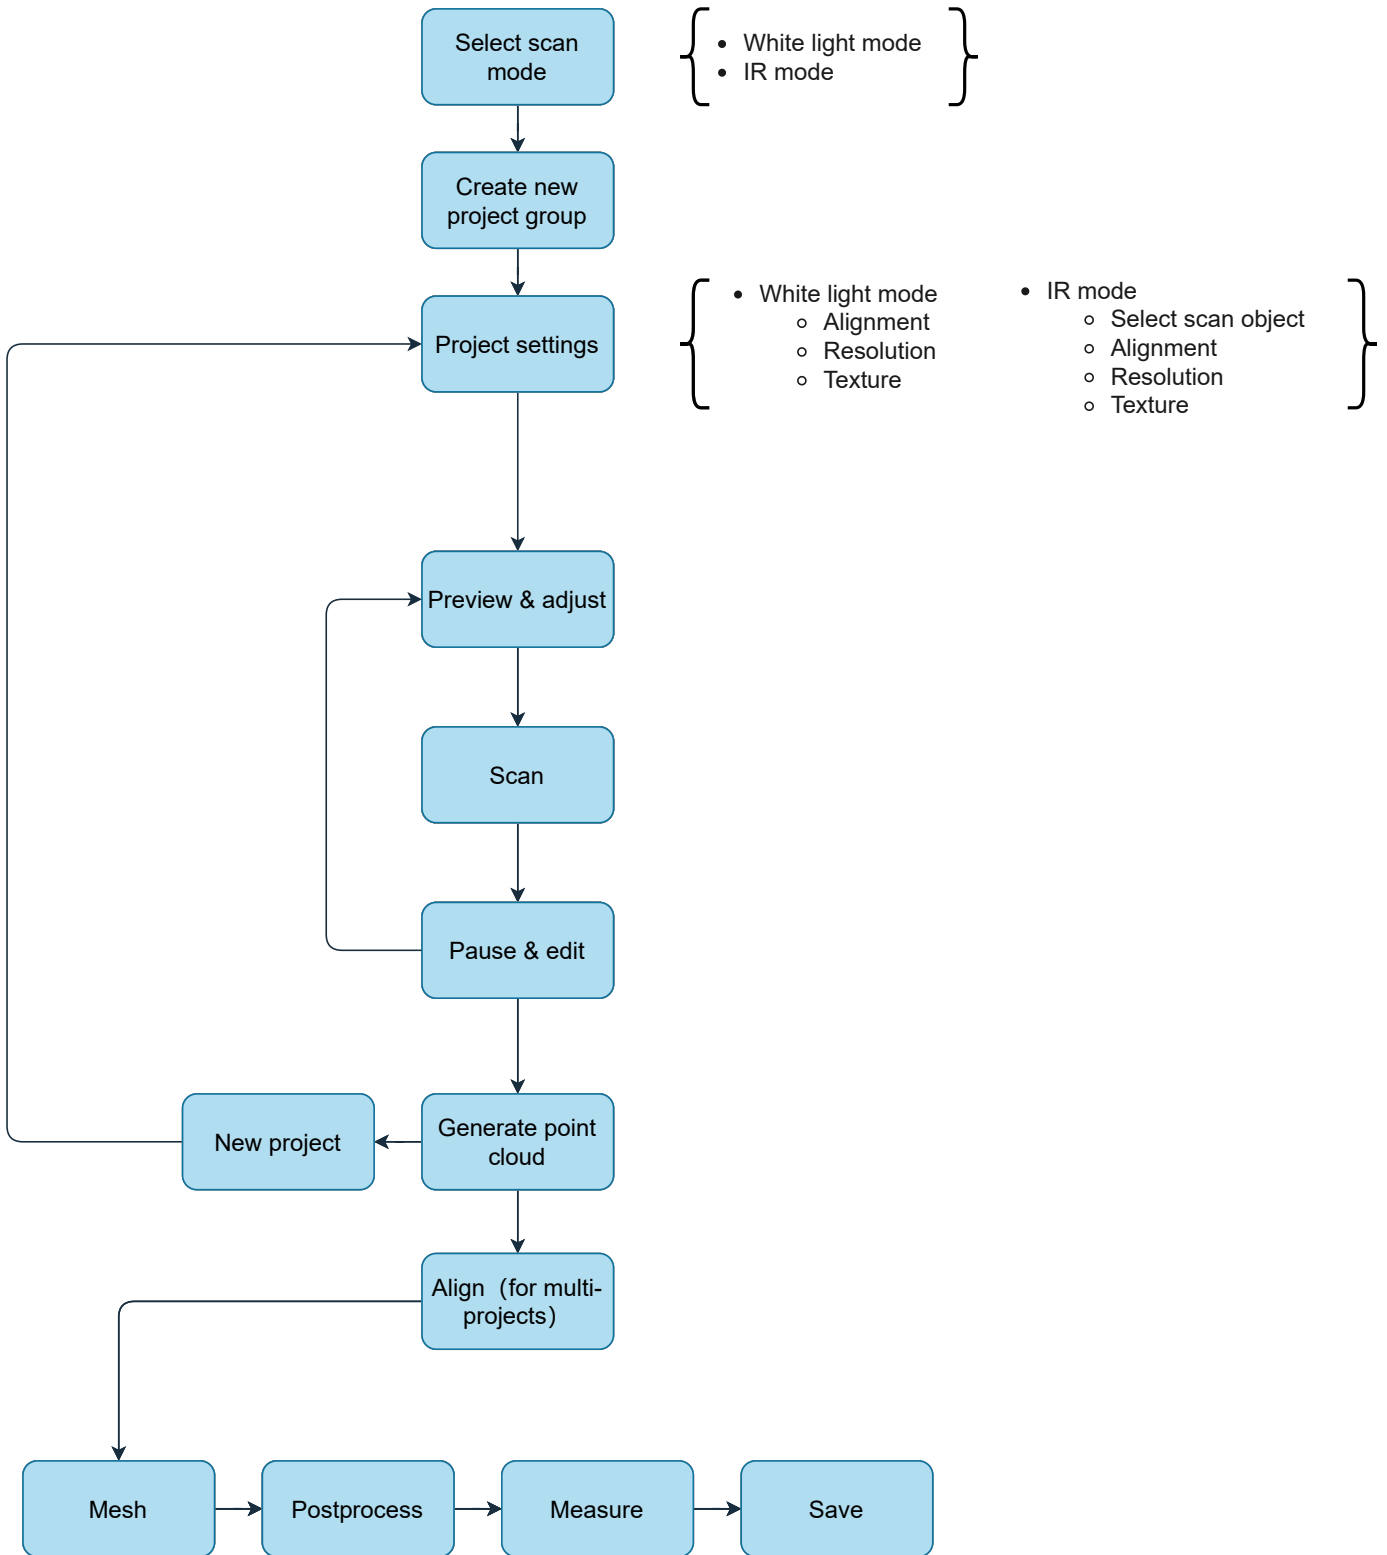 Select scan
mode
• White light mode
• IR mode
Create new
project group
Project settings
• White light mode
○ Alignment
○ Resolution
○ Texture
• IR mode
○ Select scan object
○ Alignment
○ Resolution
○ Texture
Preview & adjust
Scan
Pause & edit
New project
Generate point
cloud
Align（for multi-
projects）
Mesh
Postprocess
Measure
Save